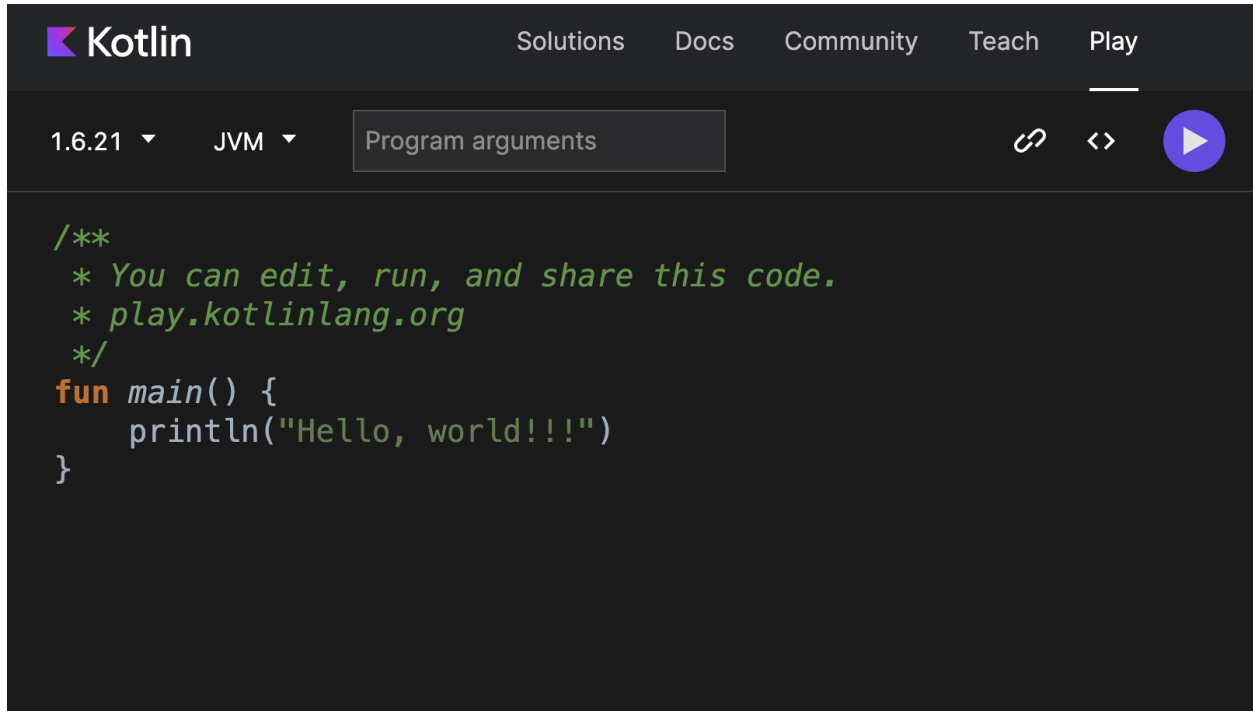 Kotlin Solutions Docs Community Teach Play
1.6.21 JVM Program arguments <>
/**
 * You can edit, run, and share this code.
 * play.kotlinlang.org
 */
fun main() {
    println("Hello, world!!!")
}